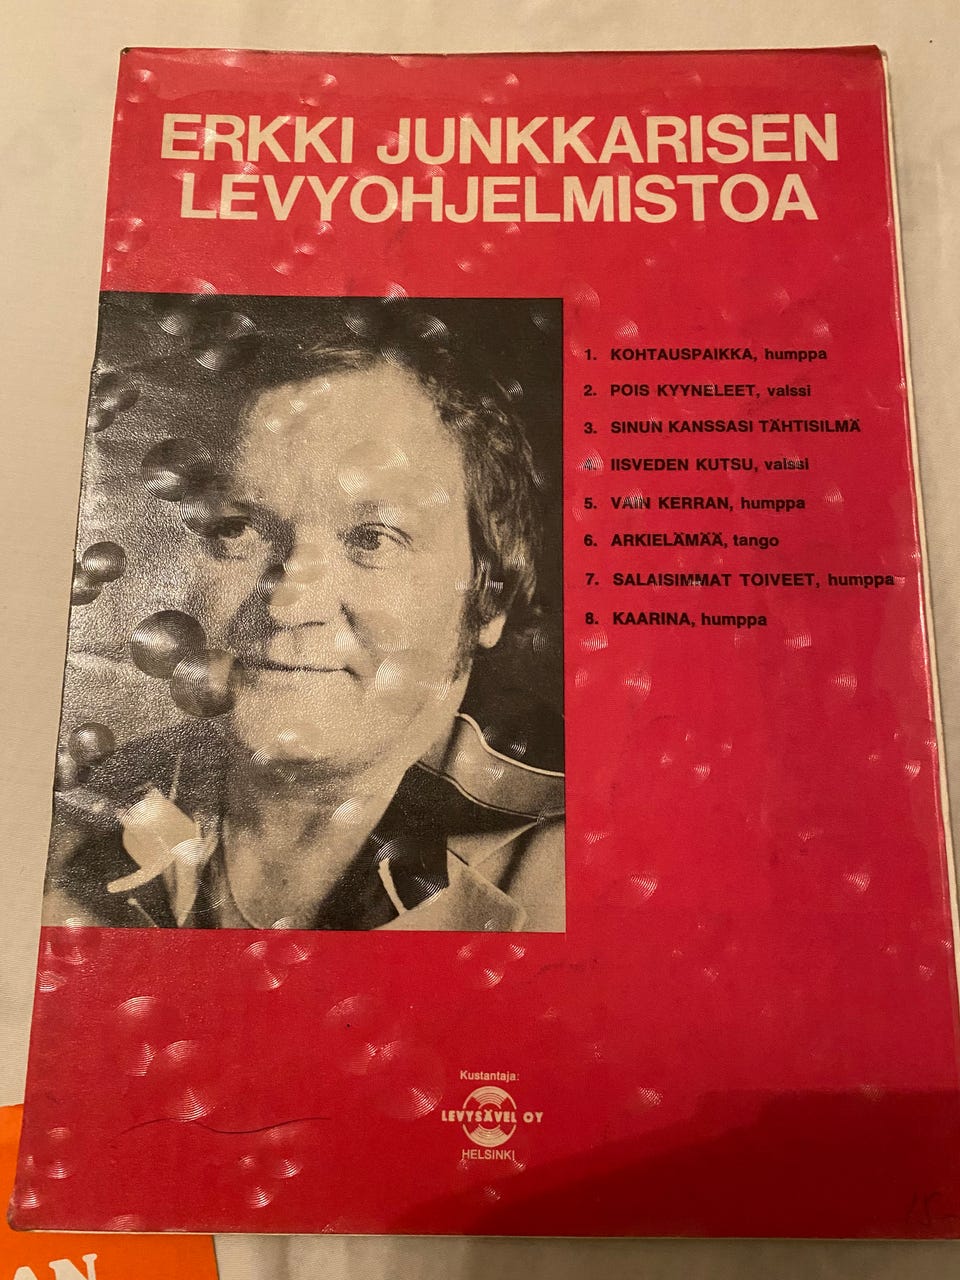 ERKKI JUNKKARISEN
LEVYOHJELMISTOA
1. KOHTAUSPAIKKA, humppa
2. POIS KYYNELEET, valssi
3. SINUN KANSSASI TÄHTISILMÄ
4. IISVEDEN KUTSU, valssi
5. VAIN KERRAN, humppa
6. ARKIELÄMÄÄ, tango
7. SALAISIMMAT TOIVEET, humppa
8. KAARINA, humppa
Kustantaja:
LEVYSÄVEL OY
HELSINKI
AN